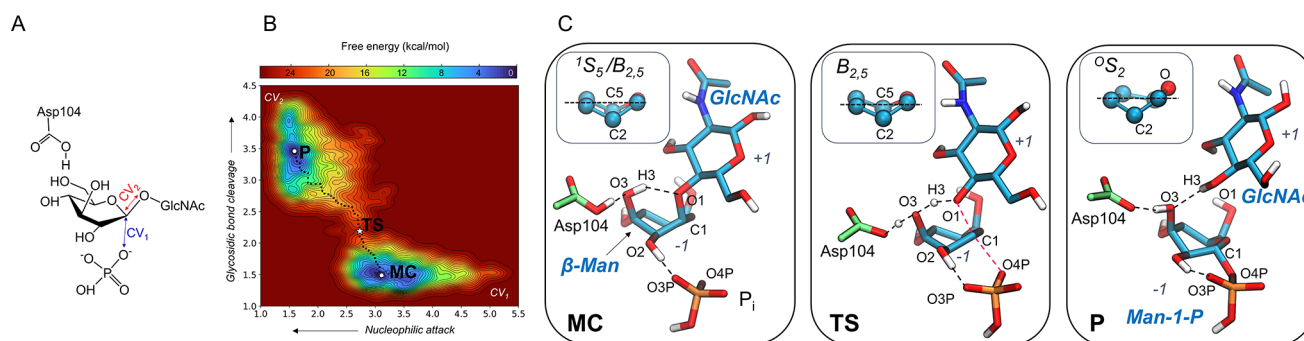 A
Asp104
O
O
H
HO OH
HO
O
HO
OH
CV2
O
GlcNAc
CV1
-O O-
P
OH O
B
Free energy (kcal/mol)
24 16 12 8 4 0
CV2
4.5
4.0
3.5
3.0
2.5
2.0
1.5
1.0
Glycosidic bond cleavage
P
TS
MC
CV1
1.0 1.5 2.0 2.5 3.0 3.5 4.0 4.5 5.0 5.5
Nucleophilic attack
C
1S5/B2,5
C5
C2
GlcNAc
+1
O3 H3
O1
Asp104
C1
-1
O2
β-Man
O4P
O3P
Pi
MC
B2,5
C5
C2
+1
H3
O3
O1
Asp104
C1
O2 -1
O4P
O3P
TS
OS2
O
C2
+1
H3
O1
GlcNAc
Asp104
O3
C1
O4P
-1
O3P
Man-1-P
P